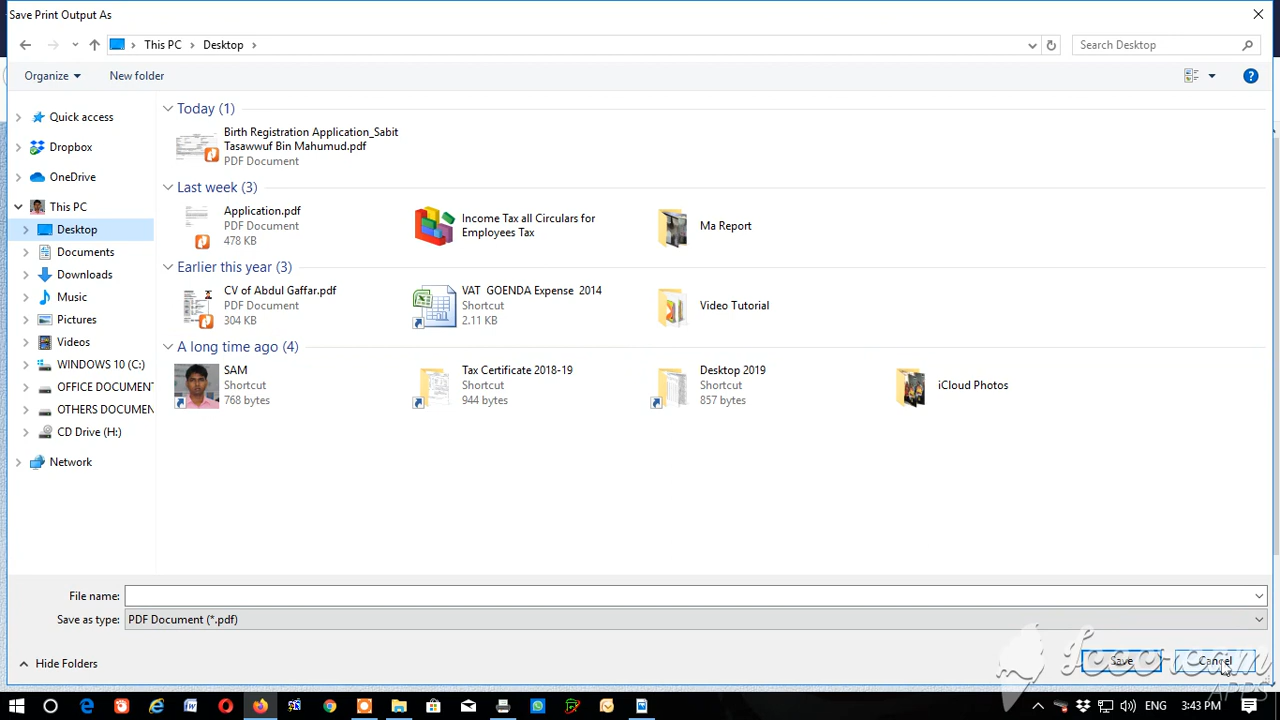 Save Print Output As
This PC
Desktop
Search Desktop
Organize
New folder
Quick access
Dropbox
OneDrive
This PC
Desktop
Documents
Downloads
Music
Pictures
Videos
WINDOWS 10 (C:)
OFFICE DOCUMENT
OTHERS DOCUMEN
CD Drive (H:)
Network
Today (1)
Birth Registration Application_Sabit
Tasawwuf Bin Mahumud.pdf
PDF Document
Last week (3)
Application.pdf
PDF Document
478 KB
Income Tax all Circulars for
Employees Tax
Ma Report
Earlier this year (3)
CV of Abdul Gaffar.pdf
PDF Document
304 KB
VAT GOENDA Expense 2014
Shortcut
2.11 KB
Video Tutorial
A long time ago (4)
SAM
Shortcut
768 bytes
Tax Certificate 2018-19
Shortcut
944 bytes
Desktop 2019
Shortcut
857 bytes
iCloud Photos
File name:
Save as type: PDF Document (*.pdf)
Hide Folders
Save
Cancel
APPS
ENG
3:43 PM